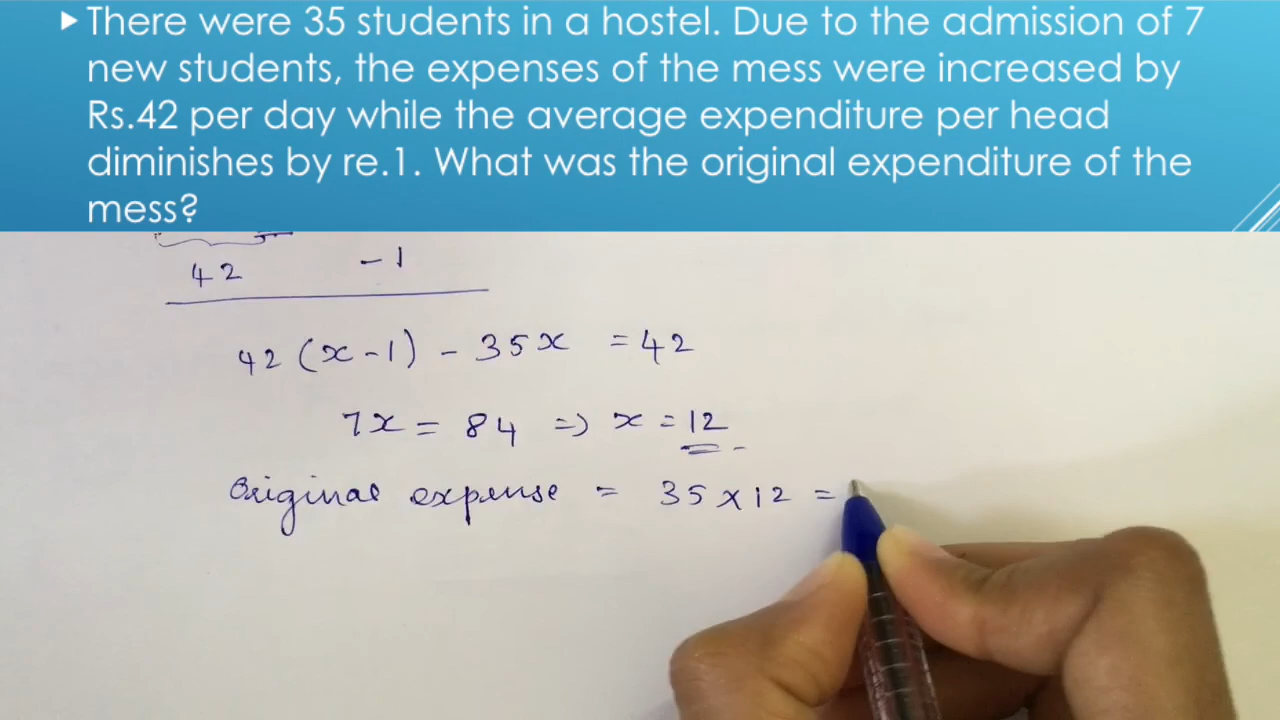 There were 35 students in a hostel. Due to the admission of 7
new students, the expenses of the mess were increased by
Rs.42 per day while the average expenditure per head
diminishes by re.1. What was the original expenditure of the
mess?
42 -1
42 (x-1) - 35x = 42
7x = 84 => x = 12
Original expense = 35 x 12 =